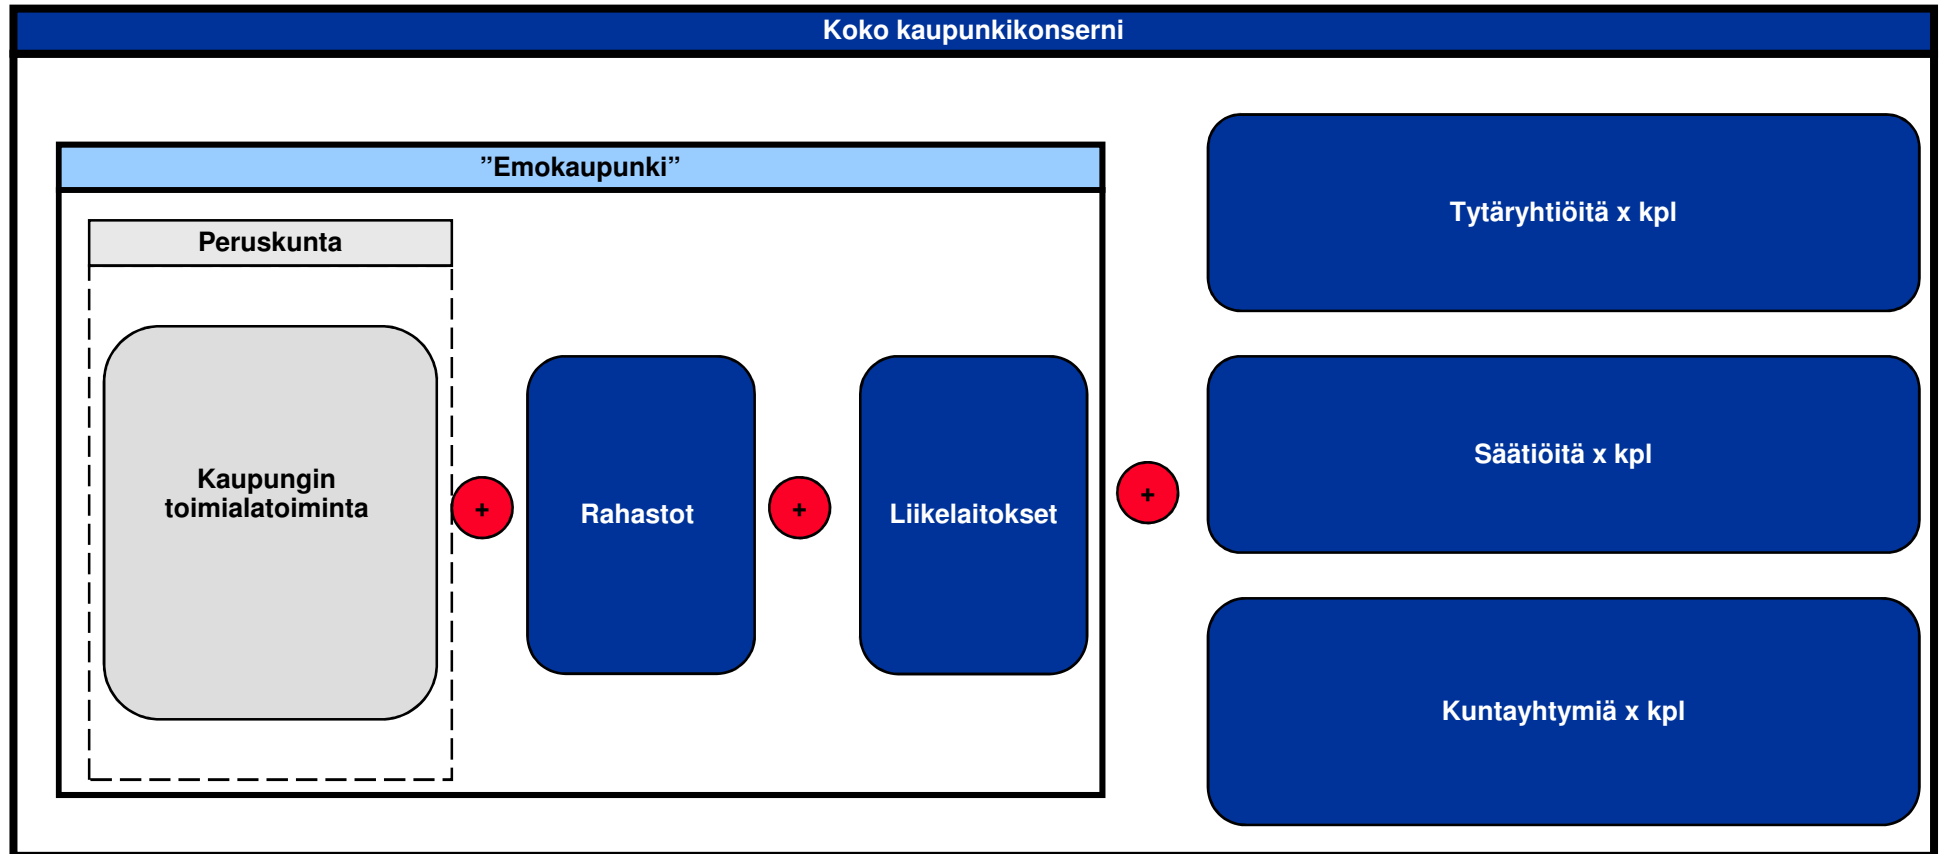 Koko kaupunkikonserni
”Emokaupunki”
Peruskunta
Kaupungin
toimialatoiminta
+
Rahastot
+
Liikelaitokset
+
Tytäryhtiöitä x kpl
Säätiöitä x kpl
Kuntayhtymiä x kpl